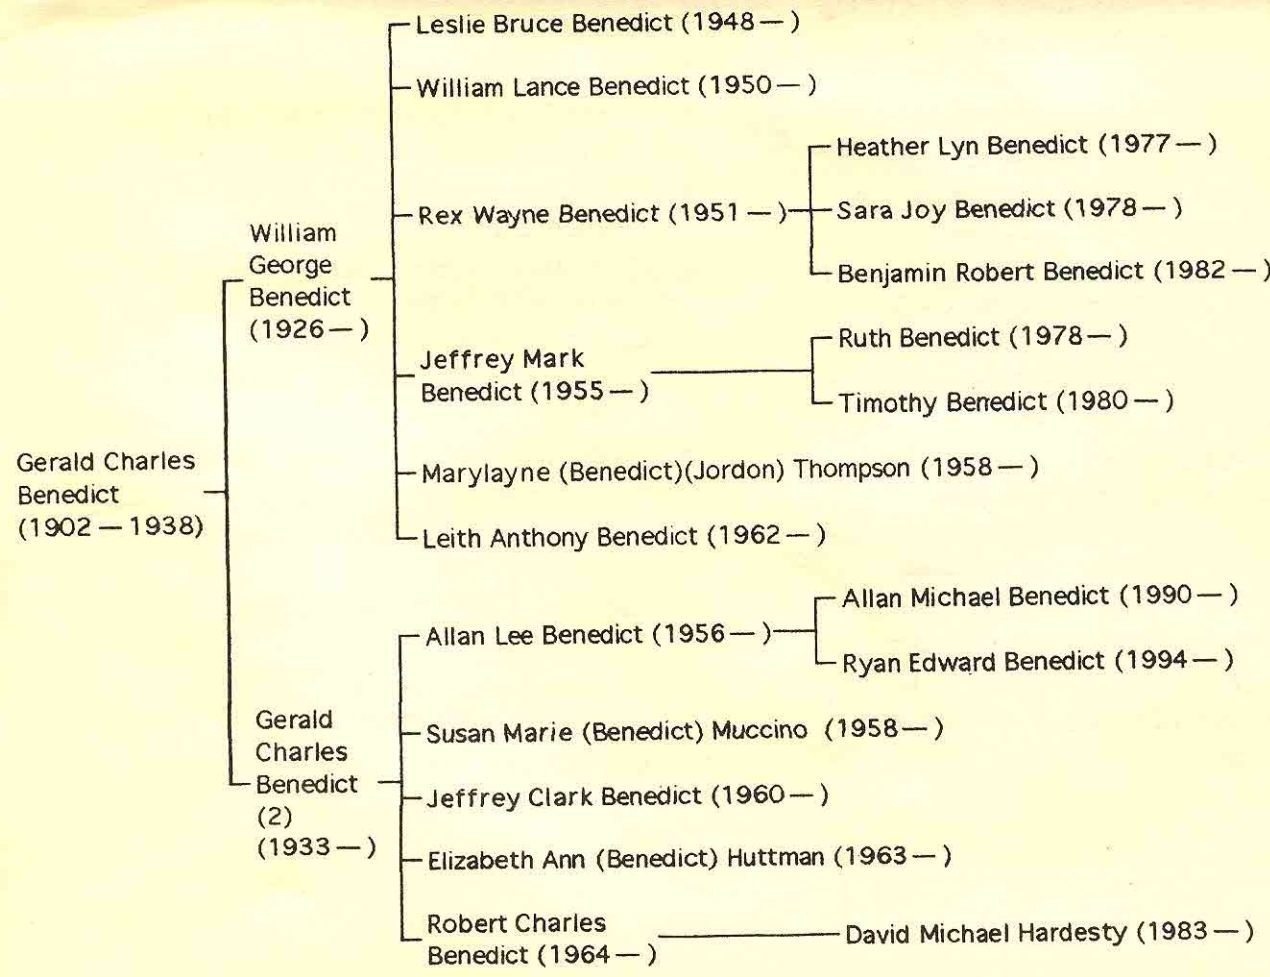 Leslie Bruce Benedict (1948 — )
William Lance Benedict (1950 — )
Heather Lyn Benedict (1977 — )
Rex Wayne Benedict (1951 — )
Sara Joy Benedict (1978 — )
Benjamin Robert Benedict (1982 — )
William
George
Benedict
(1926 — )
Jeffrey Mark
Benedict (1955 — )
Ruth Benedict (1978 — )
Timothy Benedict (1980 — )
Gerald Charles
Benedict
(1902 — 1938)
Marylayne (Benedict)(Jordon) Thompson (1958 — )
Leith Anthony Benedict (1962 — )
Allan Lee Benedict (1956 — )
Allan Michael Benedict (1990 — )
Ryan Edward Benedict (1994 — )
Gerald
Charles
Benedict
(2)
(1933 — )
Susan Marie (Benedict) Muccino (1958 — )
Jeffrey Clark Benedict (1960 — )
Elizabeth Ann (Benedict) Huttman (1963 — )
Robert Charles
Benedict (1964 — )
David Michael Hardesty (1983 — )